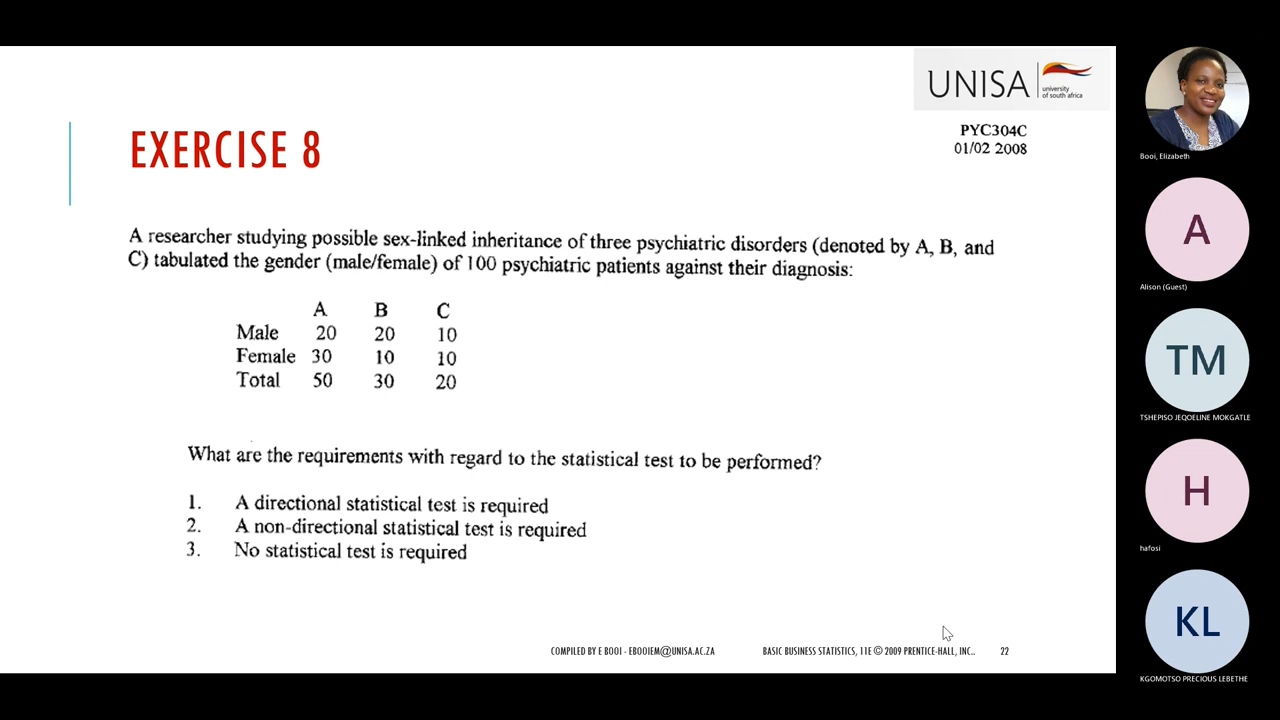 UNISA
university
of south africa
PYC304C
01/02 2008
EXERCISE 8
A researcher studying possible sex-linked inheritance of three psychiatric disorders (denoted by A, B, and
C) tabulated the gender (male/female) of 100 psychiatric patients against their diagnosis:
A B C
Male 20 20 10
Female 30 10 10
Total 50 30 20
What are the requirements with regard to the statistical test to be performed?
1. A directional statistical test is required
2. A non-directional statistical test is required
3. No statistical test is required
COMPILED BY E BOOI - EBOOIEM@UNISA.AC.ZA BASIC BUSINESS STATISTICS, 11E © 2009 PRENTICE-HALL, INC.. 22
Booi, Elizabeth
A
Alison (Guest)
TM
TSHEPISO JEQOELINE MOKGATLE
H
hafosi
KL
KGOMOTSO PRECIOUS LEBETHE